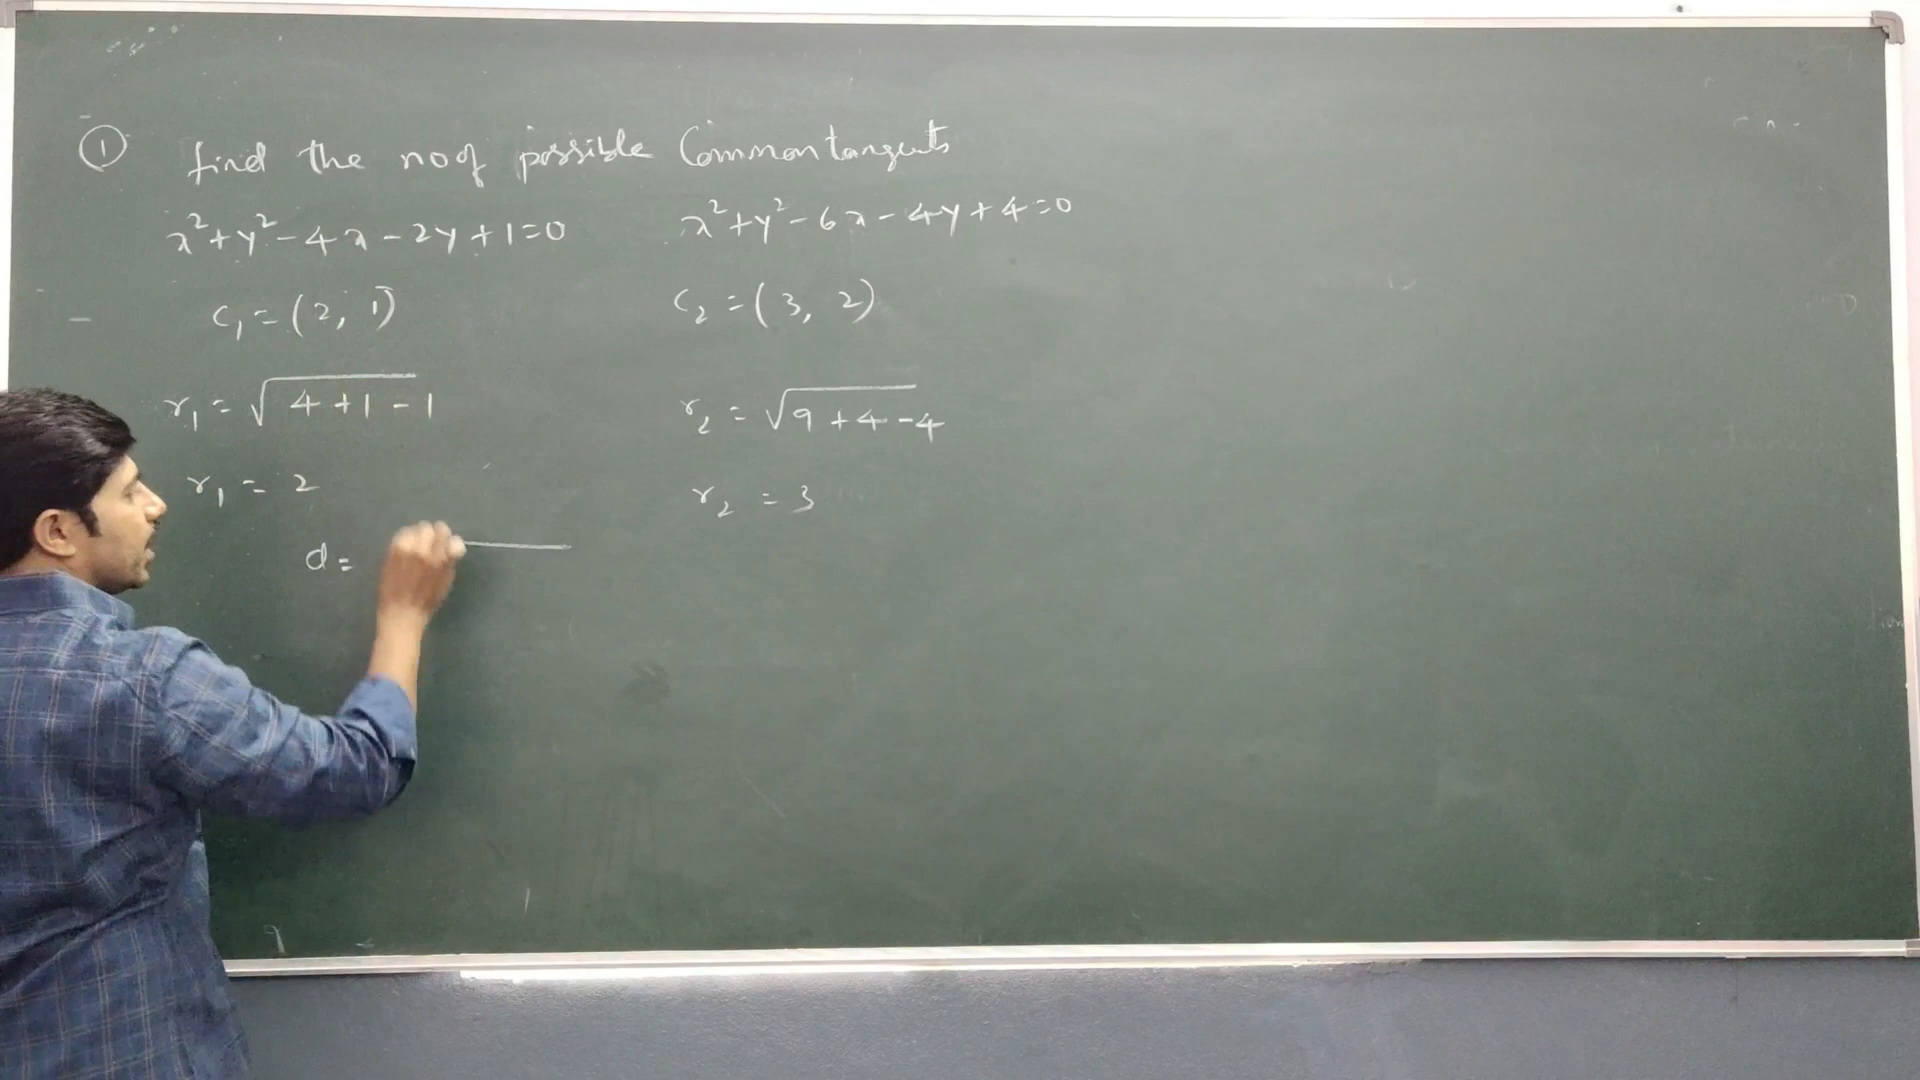 ① find the no of possible Common tangents
x²+y²-4x-2y+1=0 x²+y²-6x-4y+4=0
C₁=(2, 1) C₂=(3, 2)
r₁=√4+1-1 r₂=√9+4-4
r₁=2 r₂=3
d=